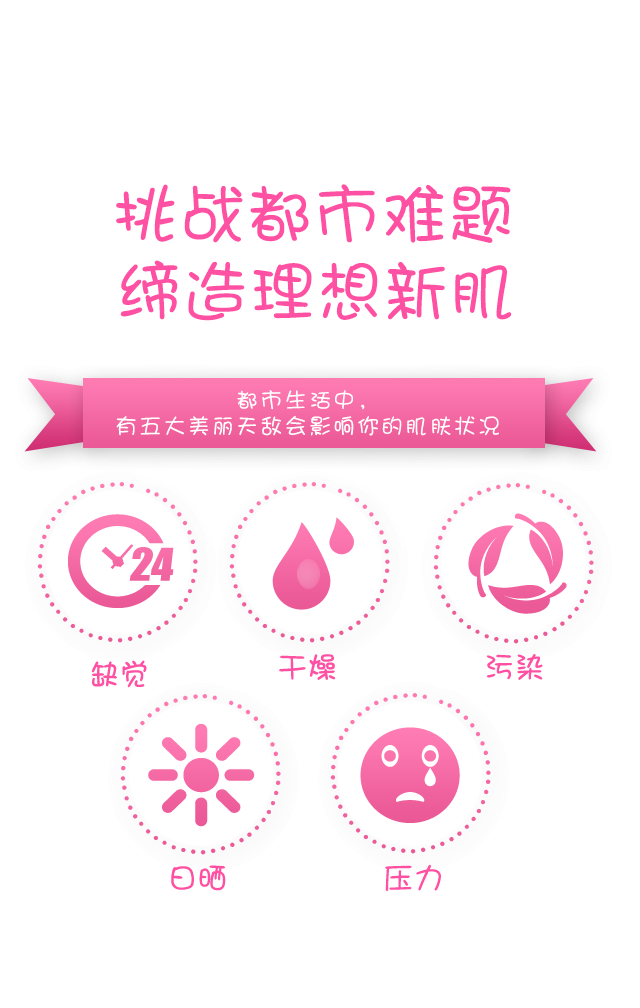 挑战都市难题
缔造理想新肌
都市生活中，
有五大美丽天敌会影响你的肌肤状况
24
缺觉
干燥
污染
日晒
压力